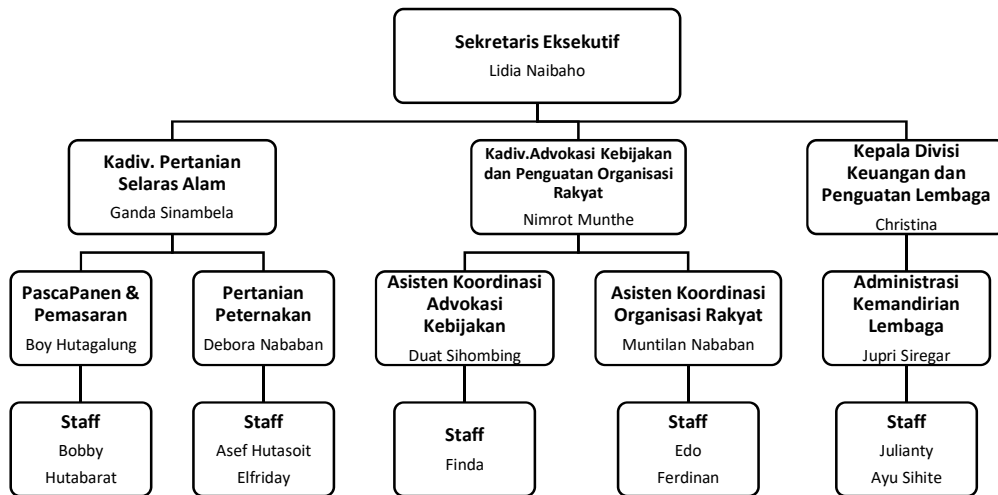 Sekretaris Eksekutif
Lidia Naibaho
Kadiv. Pertanian
Selaras Alam
Ganda Sinambela
Kadiv.Advokasi Kebijakan
dan Penguatan Organisasi
Rakyat
Nimrot Munthe
Kepala Divisi
Keuangan dan
Penguatan Lembaga
Christina
PascaPanen &
Pemasaran
Boy Hutagalung
Pertanian
Peternakan
Debora Nababan
Asisten Koordinasi
Advokasi
Kebijakan
Duat Sihombing
Asisten Koordinasi
Organisasi Rakyat
Muntilan Nababan
Administrasi
Kemandirian
Lembaga
Jupri Siregar
Staff
Bobby
Hutabarat
Staff
Asef Hutasoit
Elfriday
Staff
Finda
Staff
Edo
Ferdinan
Staff
Julianty
Ayu Sihite